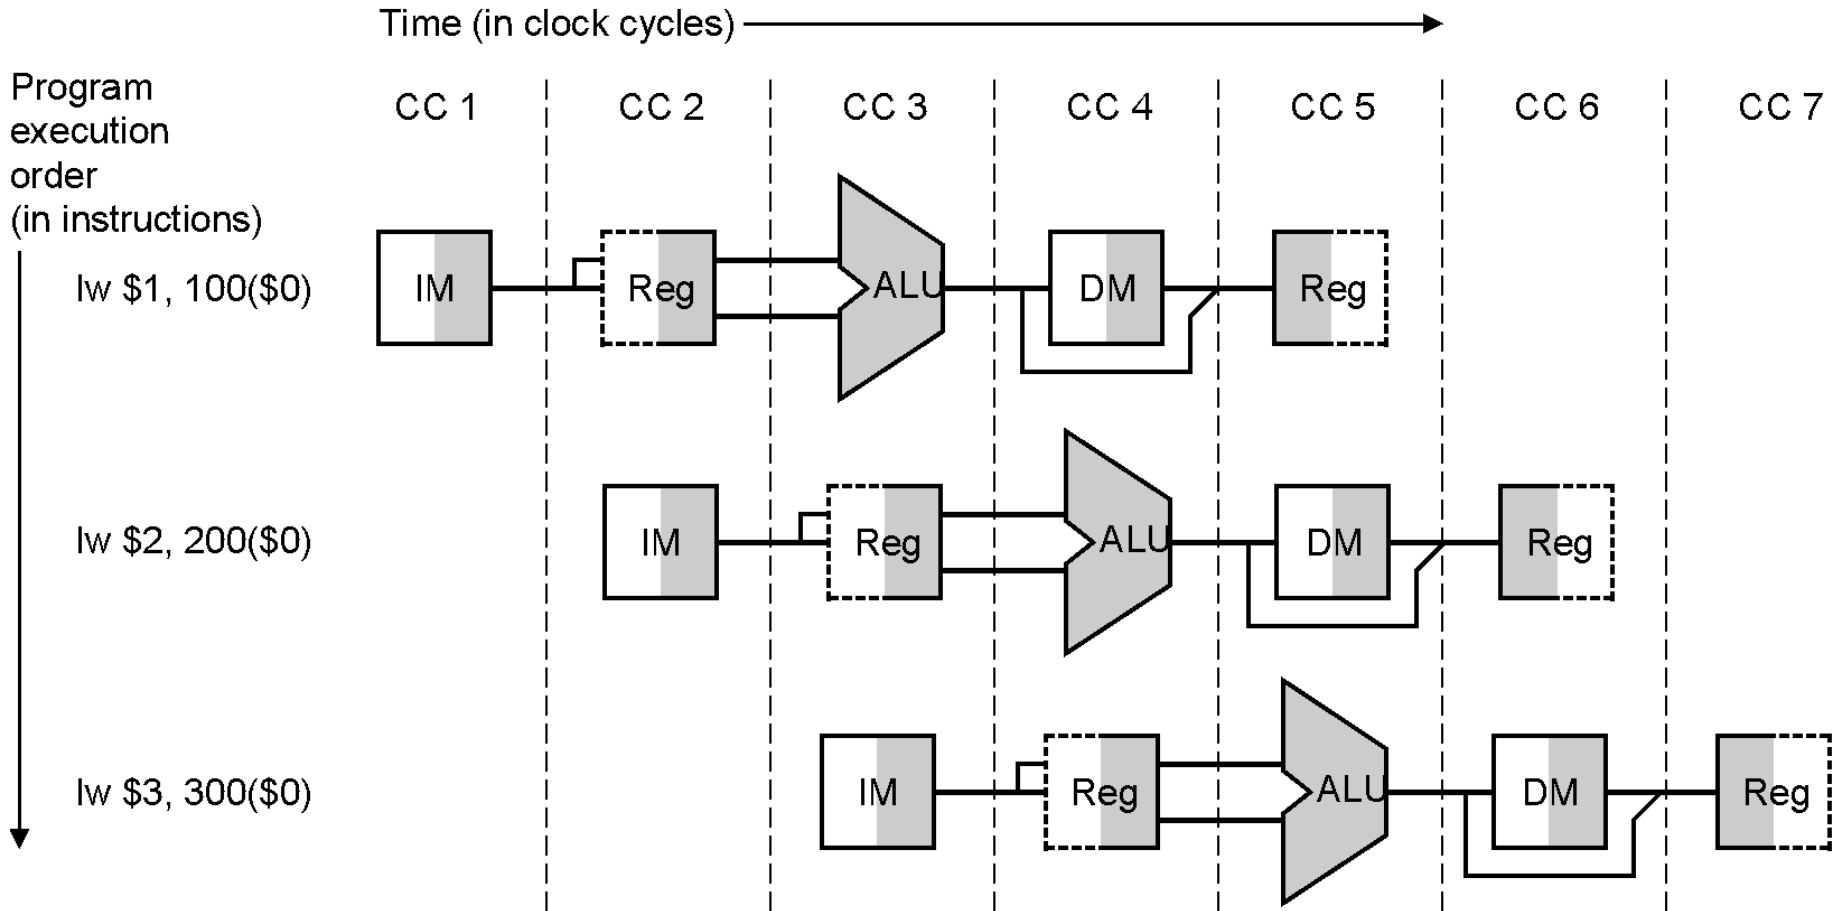 Time (in clock cycles)
Program
execution
order
(in instructions)
CC 1 CC 2 CC 3 CC 4 CC 5 CC 6 CC 7
lw $1, 100($0) IM Reg ALU DM Reg
lw $2, 200($0) IM Reg ALU DM Reg
lw $3, 300($0) IM Reg ALU DM Reg